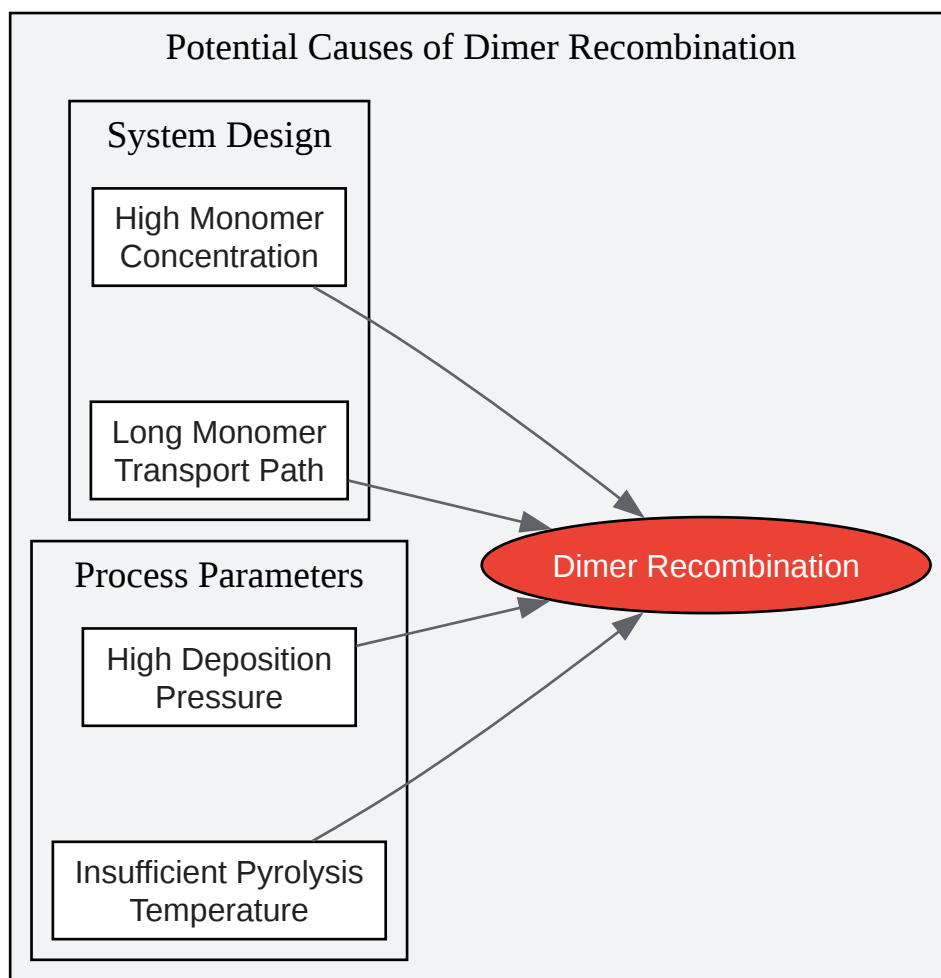 Potential Causes of Dimer Recombination
System Design
High Monomer
Concentration
Long Monomer
Transport Path
Dimer Recombination
Process Parameters
High Deposition
Pressure
Insufficient Pyrolysis
Temperature